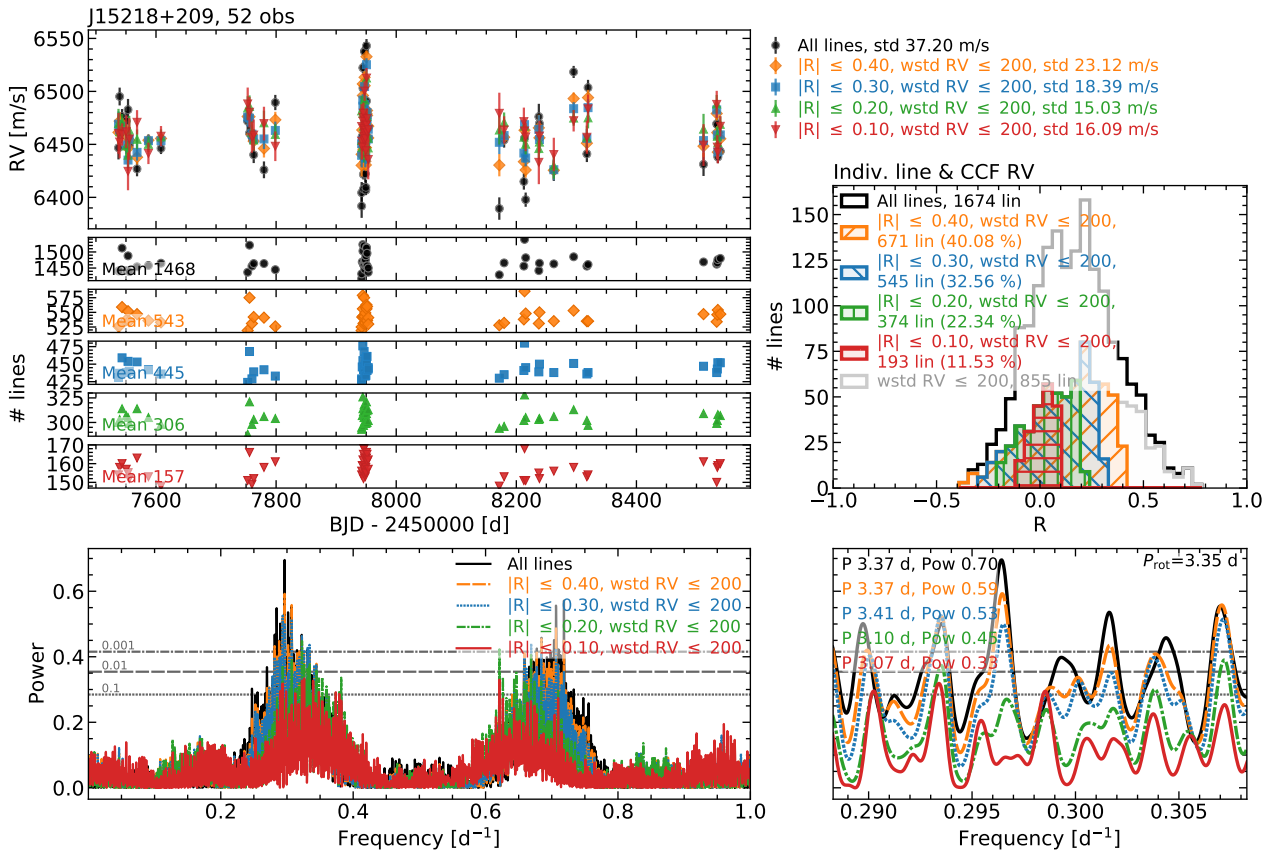 J15218+209, 52 obs
6550
6500
6450
6400
RV [m/s]
All lines, std 37.20 m/s
|R| ≤ 0.40, wstd RV ≤ 200, std 23.12 m/s
|R| ≤ 0.30, wstd RV ≤ 200, std 18.39 m/s
|R| ≤ 0.20, wstd RV ≤ 200, std 15.03 m/s
|R| ≤ 0.10, wstd RV ≤ 200, std 16.09 m/s
1500
1450
Mean 1468
575
550
525
Mean 543
475
450
425
Mean 445
325
300
Mean 306
170
160
150
Mean 157
# lines
7600 7800 8000 8200 8400
BJD - 2450000 [d]
Indiv. line & CCF RV
150
125
100
75
50
25
0
# lines
All lines, 1674 lin
|R| ≤ 0.40, wstd RV ≤ 200,
671 lin (40.08 %)
|R| ≤ 0.30, wstd RV ≤ 200,
545 lin (32.56 %)
|R| ≤ 0.20, wstd RV ≤ 200,
374 lin (22.34 %)
|R| ≤ 0.10, wstd RV ≤ 200,
193 lin (11.53 %)
wstd RV ≤ 200, 855 lin
−1.0 −0.5 0.0 0.5 1.0
R
0.6
0.4
0.2
0.0
Power
0.001
0.01
0.1
All lines
|R| ≤ 0.40, wstd RV ≤ 200
|R| ≤ 0.30, wstd RV ≤ 200
|R| ≤ 0.20, wstd RV ≤ 200
|R| ≤ 0.10, wstd RV ≤ 200
0.2 0.4 0.6 0.8 1.0
Frequency [d⁻¹]
P 3.37 d, Pow 0.70
P 3.37 d, Pow 0.59
P 3.41 d, Pow 0.53
P 3.10 d, Pow 0.45
P 3.07 d, Pow 0.33
Prot=3.35 d
0.290 0.295 0.300 0.305
Frequency [d⁻¹]